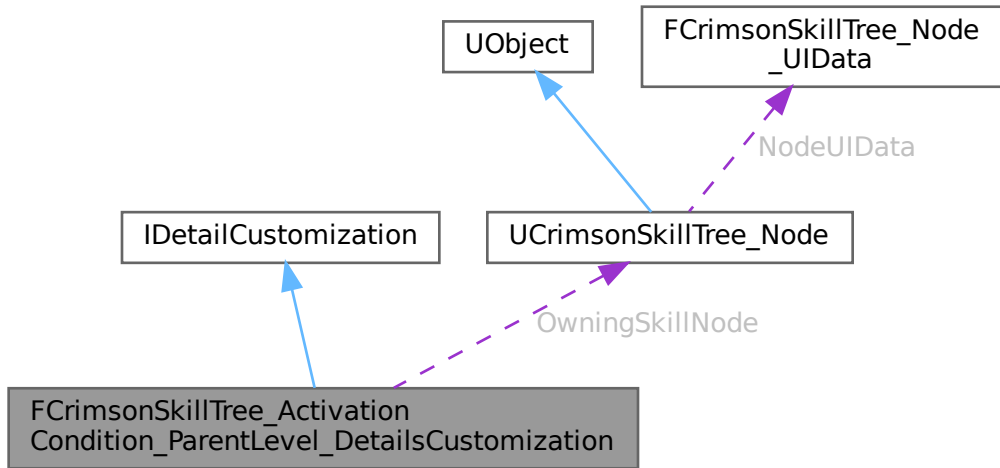 UObject
FCrimsonSkillTree_Node
_UIData
NodeUIData
IDetailCustomization
UCrimsonSkillTree_Node
OwningSkillNode
FCrimsonSkillTree_Activation
Condition_ParentLevel_DetailsCustomization